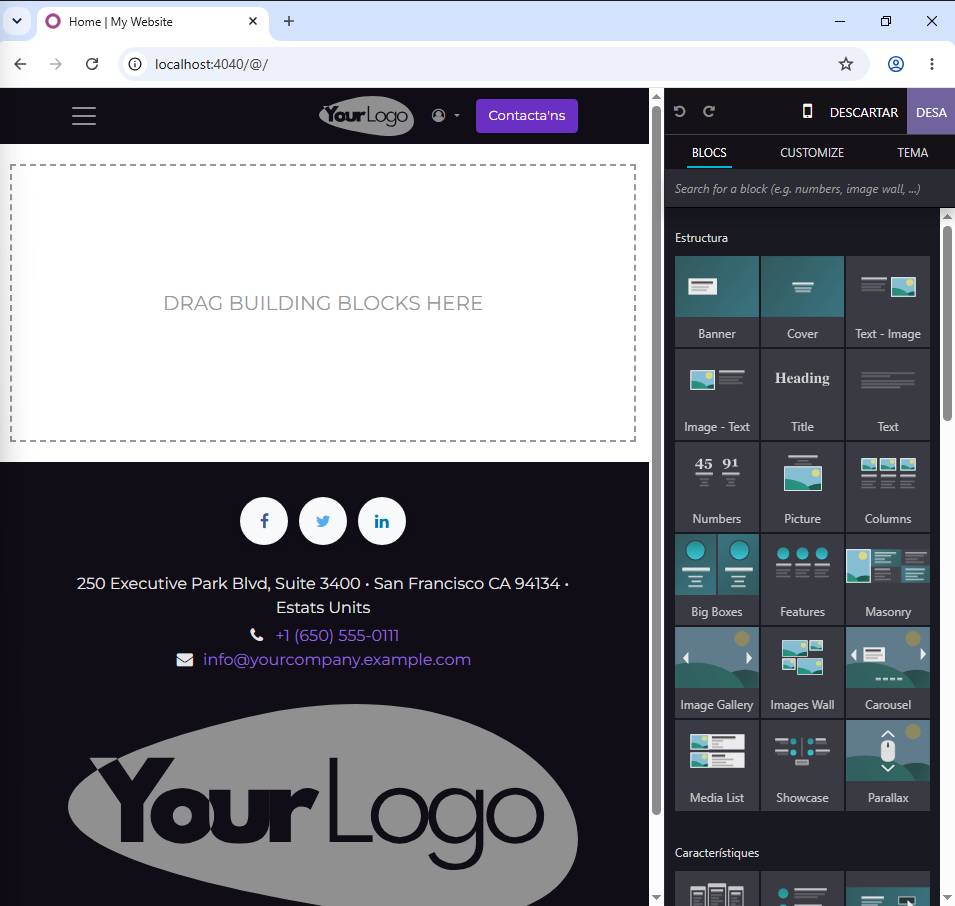 Home | My Website
localhost:4040/@/
YourLogo
Contacta'ns
DESCARTAR
DESA
BLOCS
CUSTOMIZE
TEMA
Search for a block (e.g. numbers, image wall, ...)
DRAG BUILDING BLOCKS HERE
Estructura
Banner
Cover
Text - Image
Heading
Image - Text
Title
Text
45 91
Numbers
Picture
Columns
Big Boxes
Features
Masonry
Image Gallery
Images Wall
Carousel
Media List
Showcase
Parallax
Característiques
250 Executive Park Blvd, Suite 3400 • San Francisco CA 94134 •
Estats Units
+1 (650) 555-0111
info@yourcompany.example.com
YourLogo